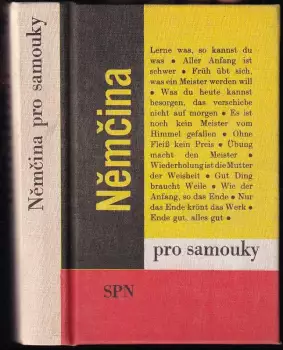 Němčina pro samouky
Němčina
Lerne was, so kannst du
was • Aller Anfang ist
schwer • Früh übt sich,
was ein Meister werden will
• Was du heute kannst
besorgen, das verschiebe
nicht auf morgen • Es ist
noch kein Meister vom
Himmel gefallen • Ohne
Fleiß kein Preis • Übung
macht den Meister •
Wiederholung ist die Mutter
der Weisheit • Gut Ding
braucht Weile • Wie der
Anfang, so das Ende • Nur
das Ende krönt das Werk •
Ende gut, alles gut •
pro samouky
SPN